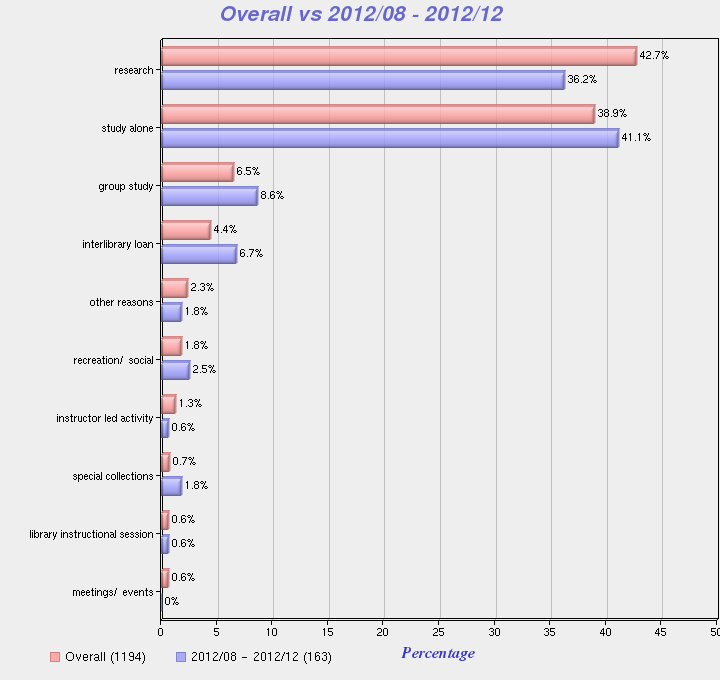 Overall vs 2012/08 - 2012/12
research
42.7%
36.2%
study alone
38.9%
41.1%
group study
6.5%
8.6%
interlibrary loan
4.4%
6.7%
other reasons
2.3%
1.8%
recreation/ social
1.8%
2.5%
instructor led activity
1.3%
0.6%
special collections
0.7%
1.8%
library instructional session
0.6%
0.6%
meetings/ events
0.6%
0%
0 5 10 15 20 25 30 35 40 45 50
Overall (1194) 2012/08 - 2012/12 (163)
Percentage